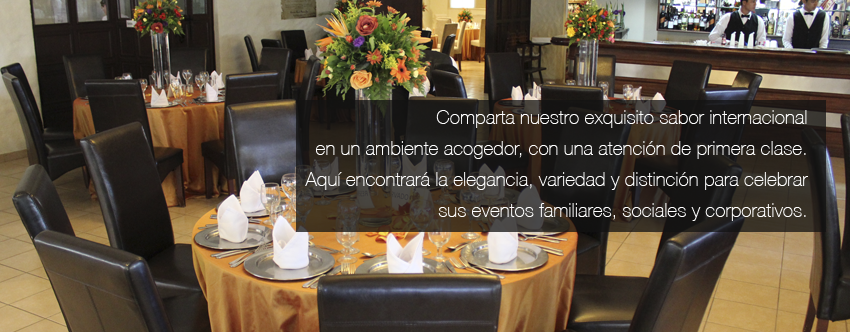 Comparta nuestro exquisito sabor internacional
en un ambiente acogedor, con una atención de primera clase.
Aquí encontrará la elegancia, variedad y distinción para celebrar
sus eventos familiares, sociales y corporativos.